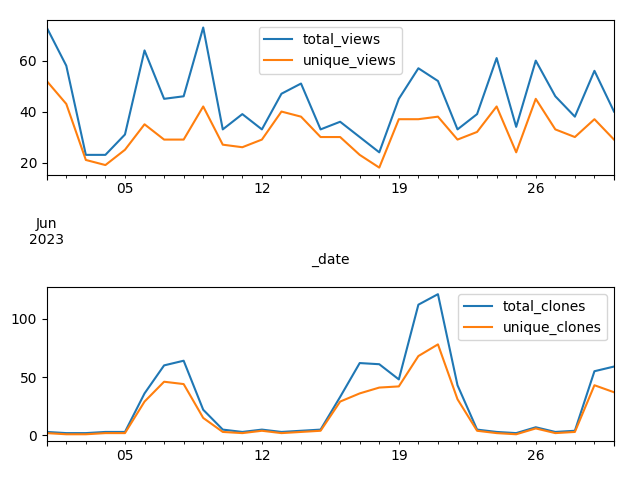 total_views
unique_views
60
40
20
05 12 19 26
Jun
2023
_date
total_clones
unique_clones
100
50
0
05 12 19 26